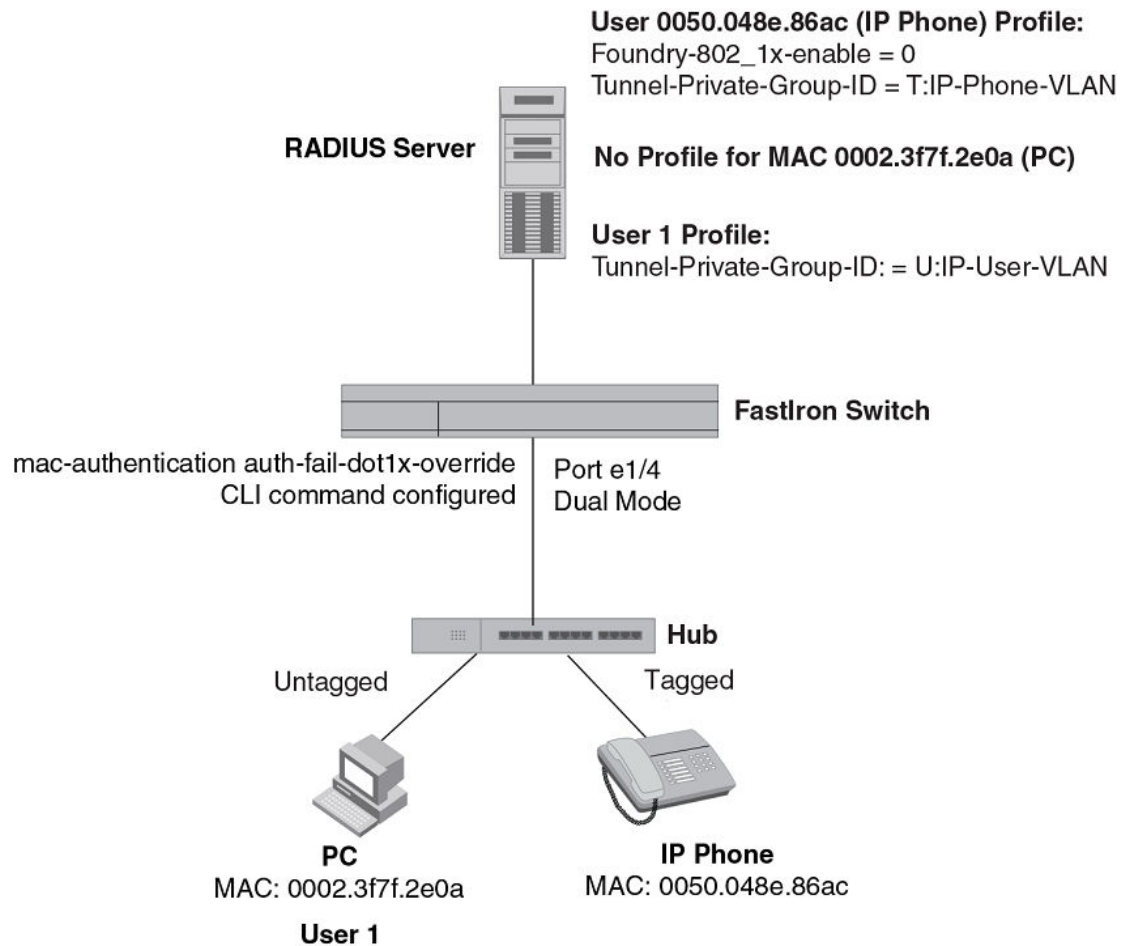 User 0050.048e.86ac (IP Phone) Profile:
Foundry-802_1x-enable = 0
Tunnel-Private-Group-ID = T:IP-Phone-VLAN
RADIUS Server
No Profile for MAC 0002.3f7f.2e0a (PC)
User 1 Profile:
Tunnel-Private-Group-ID: = U:IP-User-VLAN
FastIron Switch
mac-authentication auth-fail-dot1x-override
CLI command configured
Port e1/4
Dual Mode
Hub
Untagged
Tagged
PC
MAC: 0002.3f7f.2e0a
User 1
IP Phone
MAC: 0050.048e.86ac